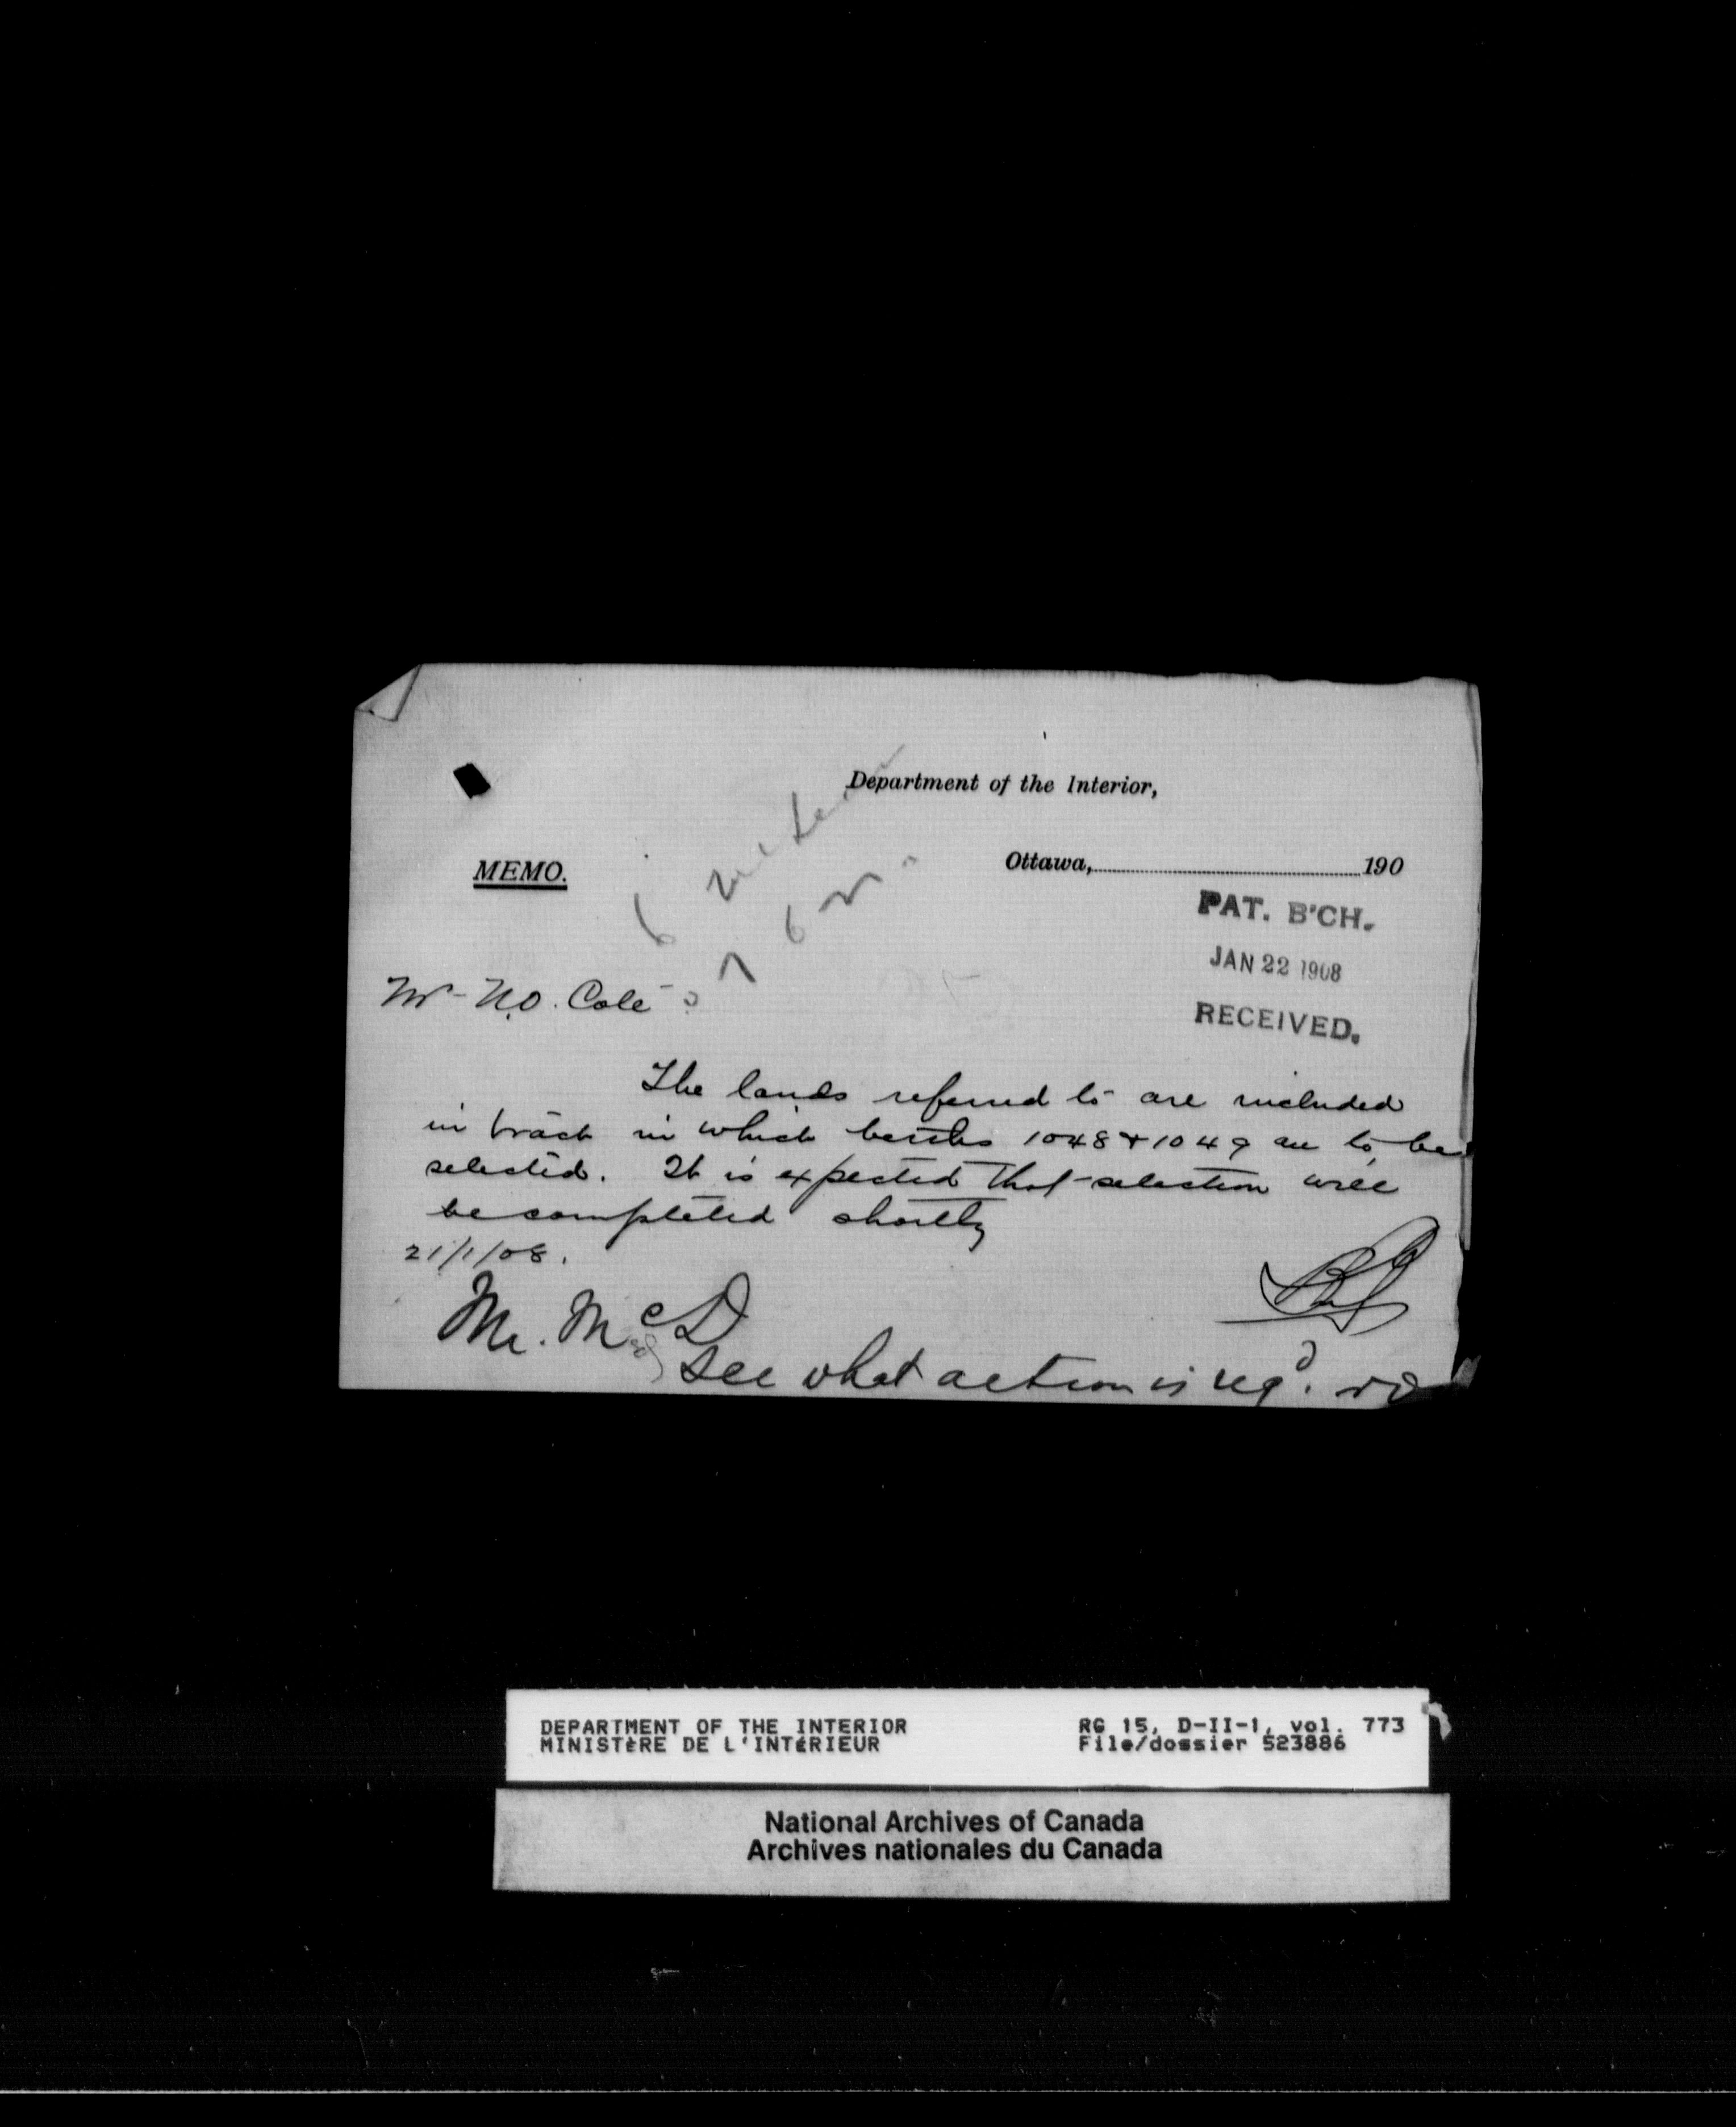 Department of the Interior,
MEMO.
Ottawa, 190
PAT. B'CH.
JAN 22 1908
RECEIVED.
Mr N.O. Coté
The lands referred to are included
in tract in which berths 1048 & 1049 are to be
selected. It is expected that selection will
be completed shortly
21/1/08.
Mr. McD
see what action is reqd.
DEPARTMENT OF THE INTERIOR
MINISTÈRE DE L'INTÉRIEUR
RG 15, D-II-1, vol. 773
File/dossier 523886
National Archives of Canada
Archives nationales du Canada